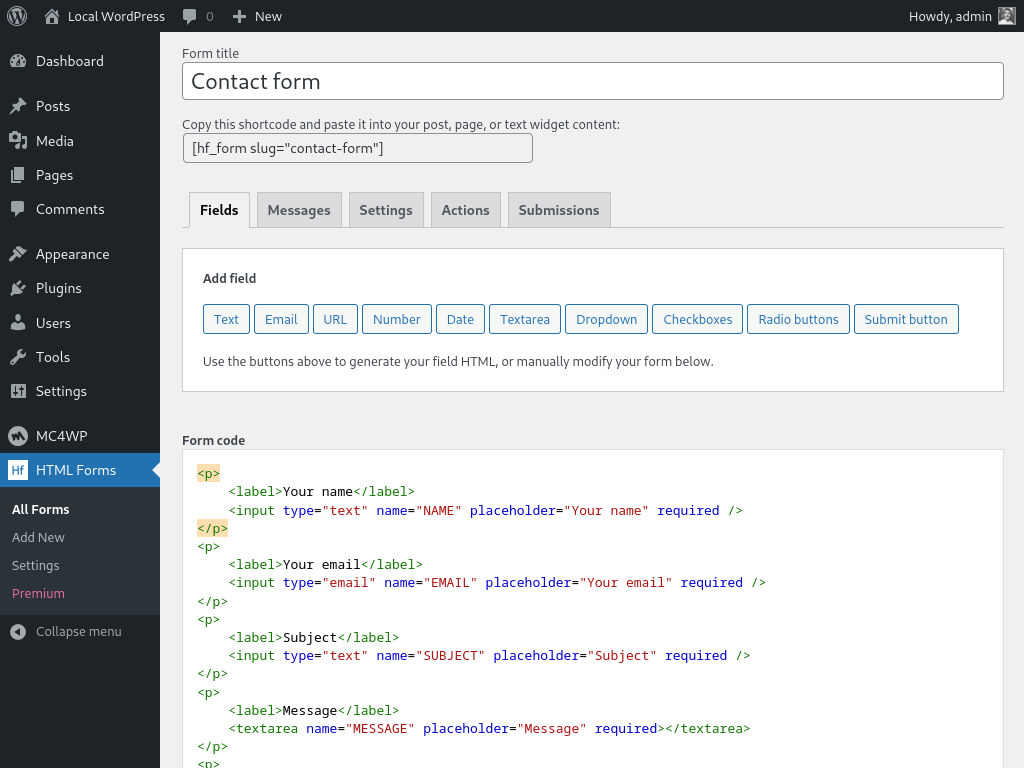 Local WordPress 0 New Howdy, admin
Dashboard
Posts
Media
Pages
Comments
Appearance
Plugins
Users
Tools
Settings
MC4WP
Hf HTML Forms
All Forms
Add New
Settings
Premium
Collapse menu
Form title
Contact form
Copy this shortcode and paste it into your post, page, or text widget content:
[hf_form slug="contact-form"]
Fields Messages Settings Actions Submissions
Add field
Text Email URL Number Date Textarea Dropdown Checkboxes Radio buttons Submit button
Use the buttons above to generate your field HTML, or manually modify your form below.
Form code
<p>
    <label>Your name</label>
    <input type="text" name="NAME" placeholder="Your name" required />
</p>
<p>
    <label>Your email</label>
    <input type="email" name="EMAIL" placeholder="Your email" required />
</p>
<p>
    <label>Subject</label>
    <input type="text" name="SUBJECT" placeholder="Subject" required />
</p>
<p>
    <label>Message</label>
    <textarea name="MESSAGE" placeholder="Message" required></textarea>
</p>
<p>